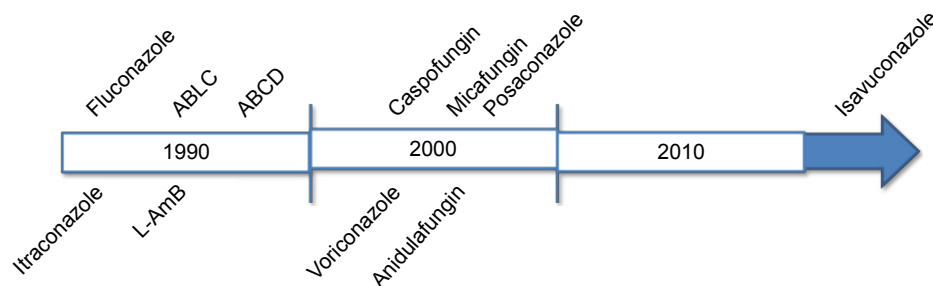 Fluconazole
ABLC
ABCD
Caspofungin
Micafungin
Posaconazole
Isavuconazole
1990
2000
2010
Itraconazole
L-AmB
Voriconazole
Anidulafungin